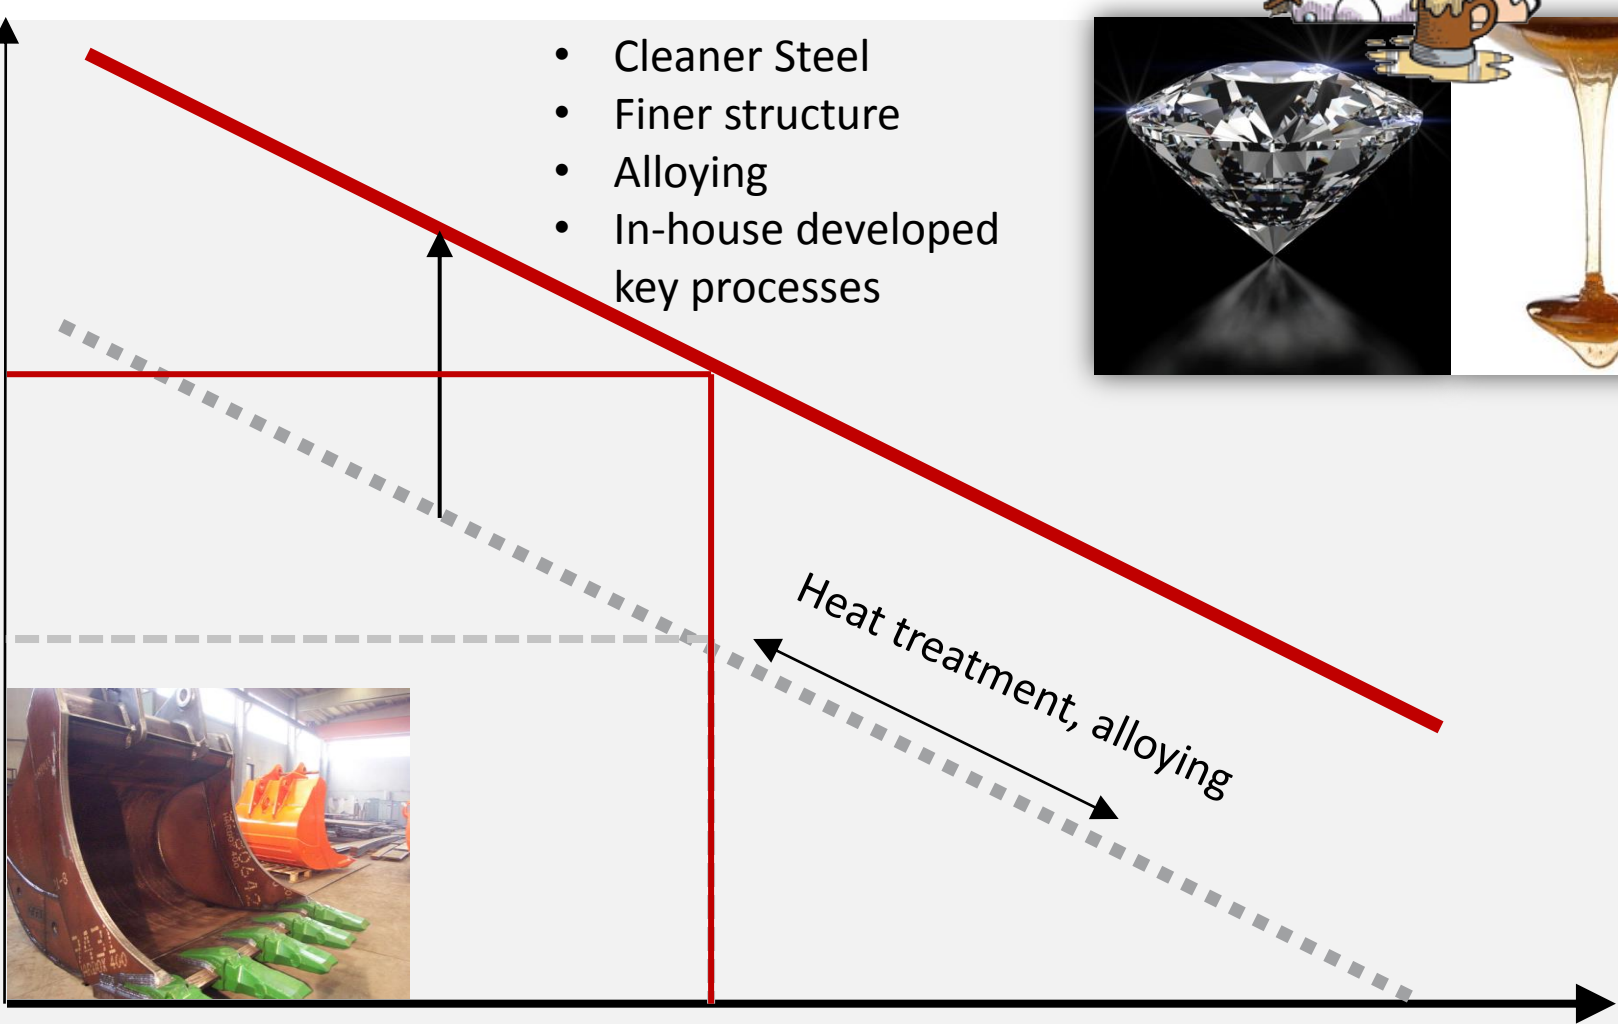 • Cleaner Steel
• Finer structure
• Alloying
• In-house developed
key processes
Heat treatment, alloying